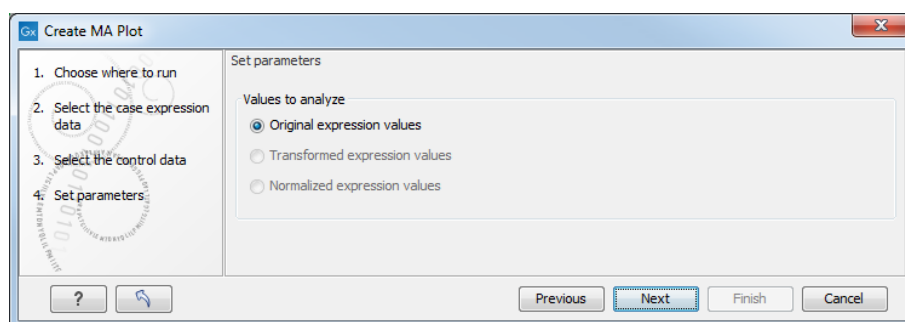 Gx Create MA Plot
1. Choose where to run
2. Select the case expression
data
3. Select the control data
4. Set parameters
Set parameters
Values to analyze
Original expression values
Transformed expression values
Normalized expression values
?
Previous
Next
Finish
Cancel